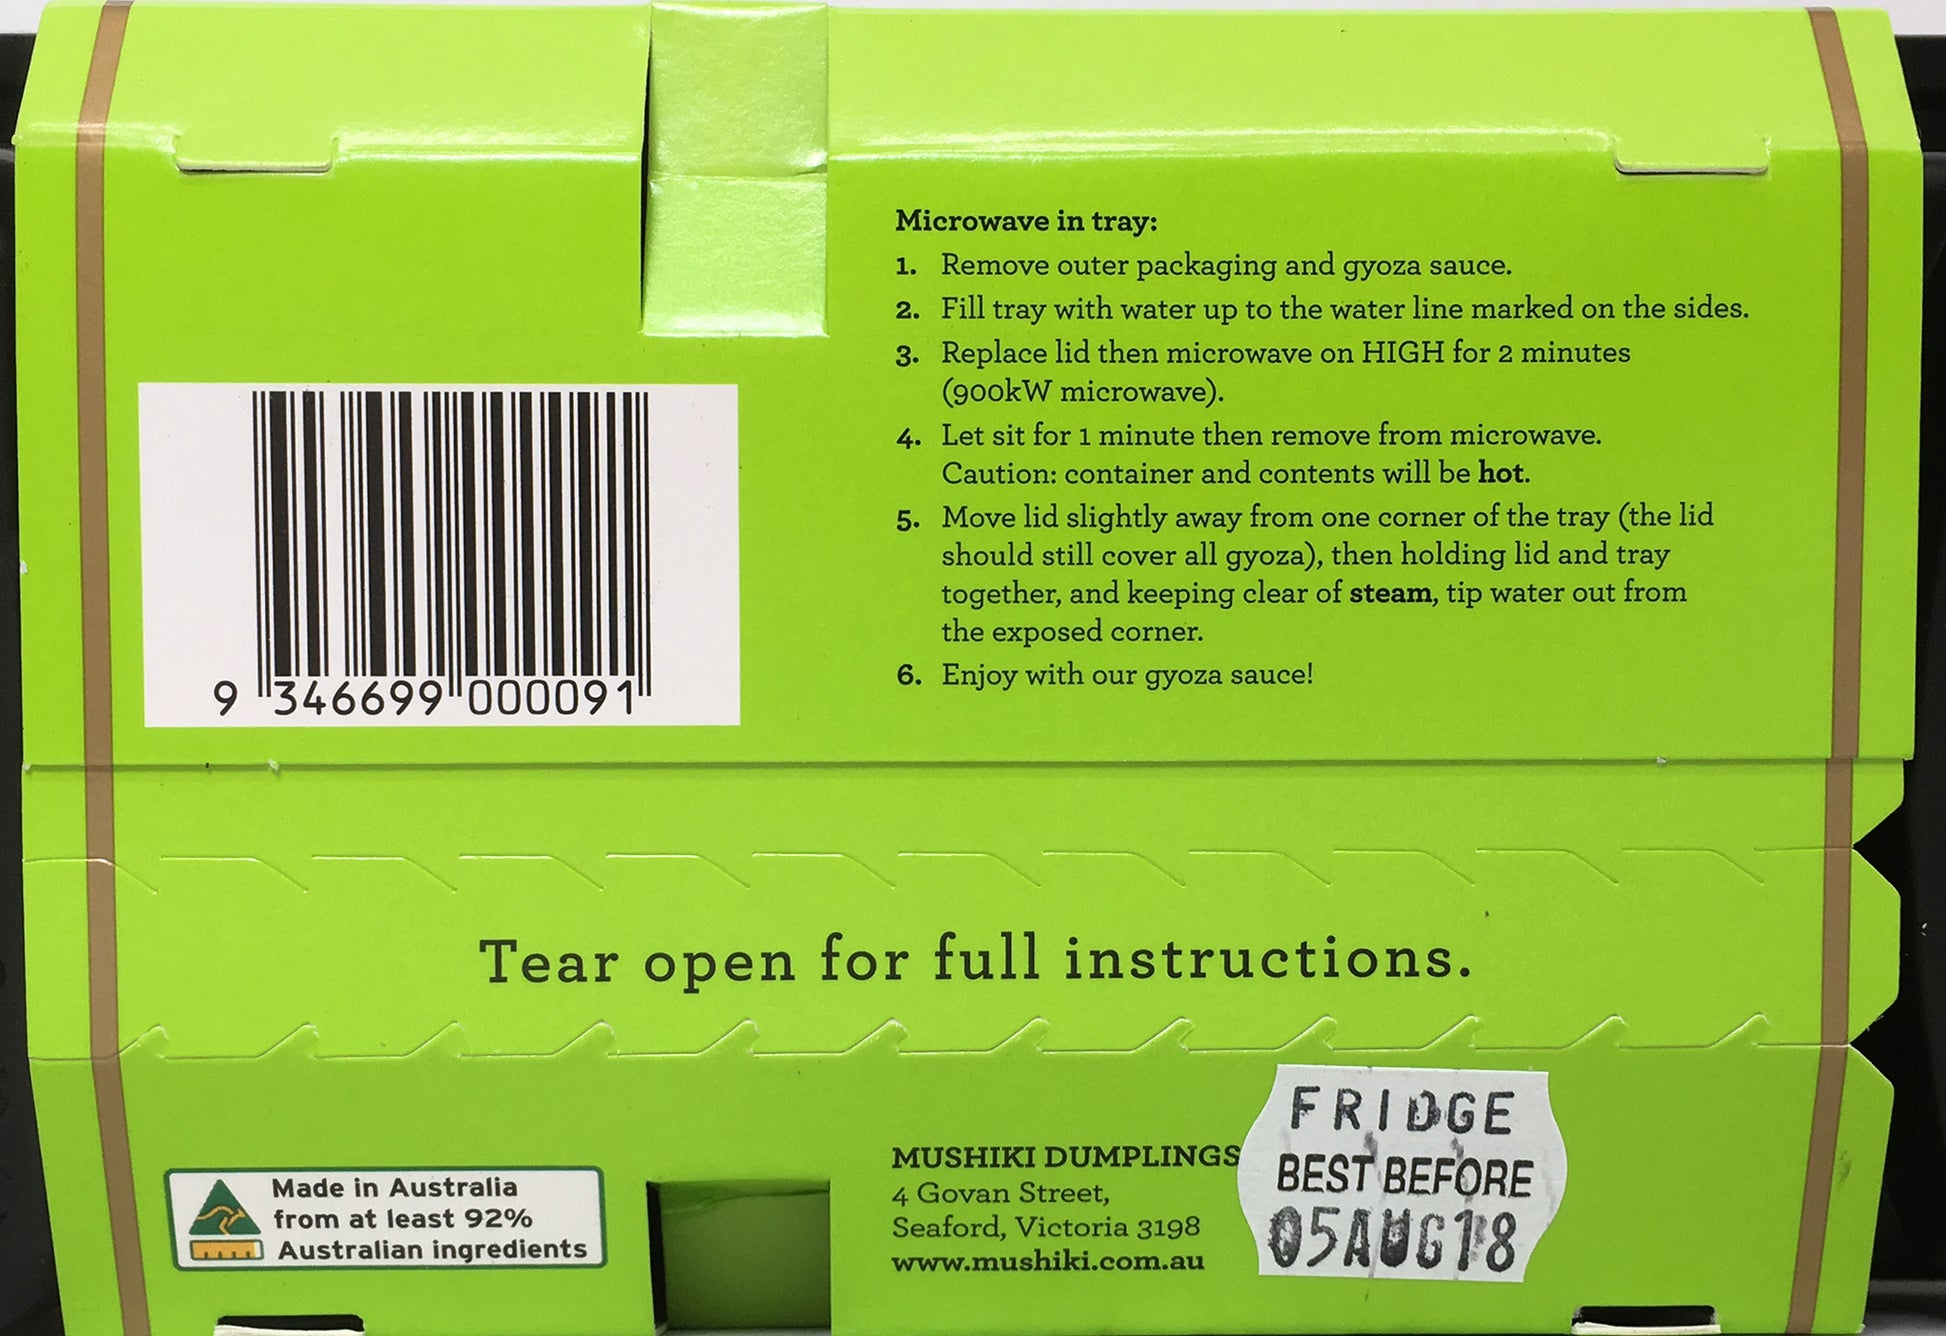 Microwave in tray:
1. Remove outer packaging and gyoza sauce.
2. Fill tray with water up to the water line marked on the sides.
3. Replace lid then microwave on HIGH for 2 minutes
(900kW microwave).
4. Let sit for 1 minute then remove from microwave.
Caution: container and contents will be hot.
5. Move lid slightly away from one corner of the tray (the lid
should still cover all gyoza), then holding lid and tray
together, and keeping clear of steam, tip water out from
the exposed corner.
6. Enjoy with our gyoza sauce!
9 346699 000091
Tear open for full instructions.
Made in Australia
from at least 92%
Australian ingredients
MUSHIKI DUMPLINGS
4 Govan Street,
Seaford, Victoria 3198
www.mushiki.com.au
FRIDGE
BEST BEFORE
05AUG18